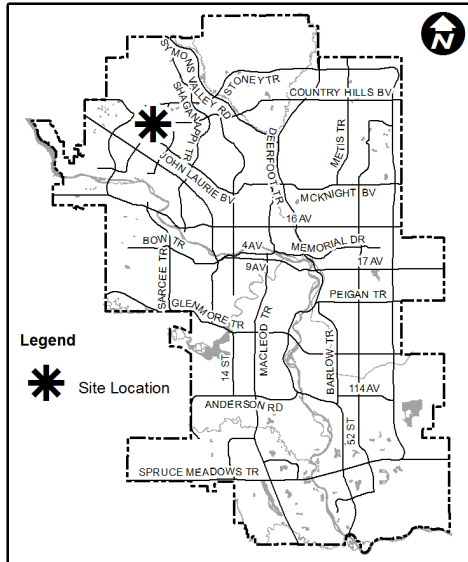 N
SYMONS VALLEY RD
STONEY TR
SHAGANAPPI TR
COUNTRY HILLS BV
METIS TR
DEERFOOT TR
JOHN LAURIE BV
MCKNIGHT BV
16 AV
BOW TR
4 AV
MEMORIAL DR
9 AV
17 AV
SARCEE TR
PEIGAN TR
GLENMORE TR
Legend
Site Location
14 ST
MACLEOD TR
BARLOW TR
114 AV
ANDERSON RD
52 ST
SPRUCE MEADOWS TR